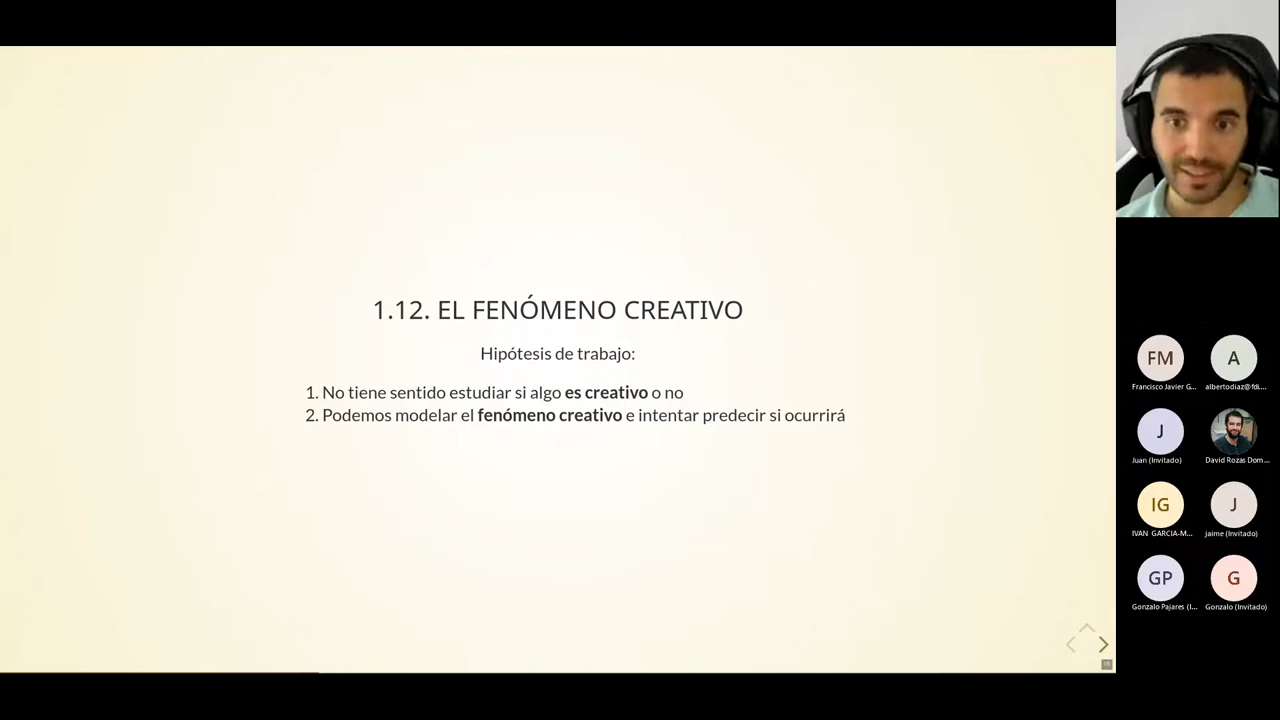 1.12. EL FENÓMENO CREATIVO
Hipótesis de trabajo:
1. No tiene sentido estudiar si algo es creativo o no
2. Podemos modelar el fenómeno creativo e intentar predecir si ocurrirá
FM
A
Francisco Javier G...
albertodiaz@fdi....
J
Juan (Invitado)
David Rozas Dom...
IG
J
IVAN GARCIA-M...
jaime (Invitado)
GP
G
Gonzalo Pajares (I...
Gonzalo (Invitado)